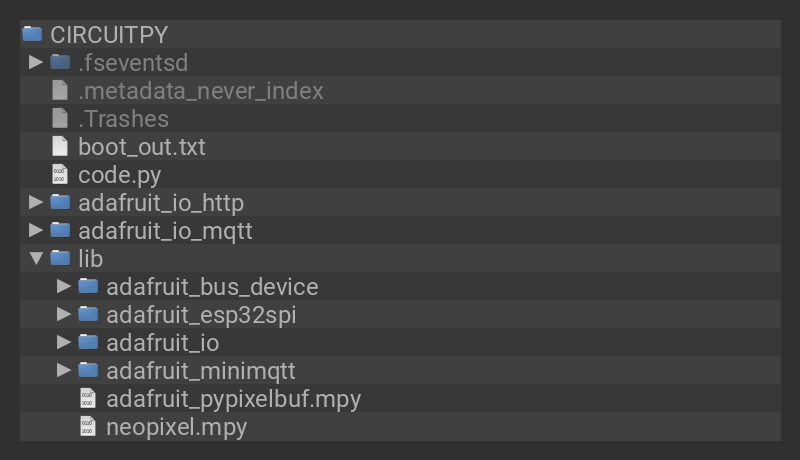 CIRCUITPY
.fseventsd
.metadata_never_index
.Trashes
boot_out.txt
code.py
adafruit_io_http
adafruit_io_mqtt
lib
adafruit_bus_device
adafruit_esp32spi
adafruit_io
adafruit_minimqtt
adafruit_pypixelbuf.mpy
neopixel.mpy